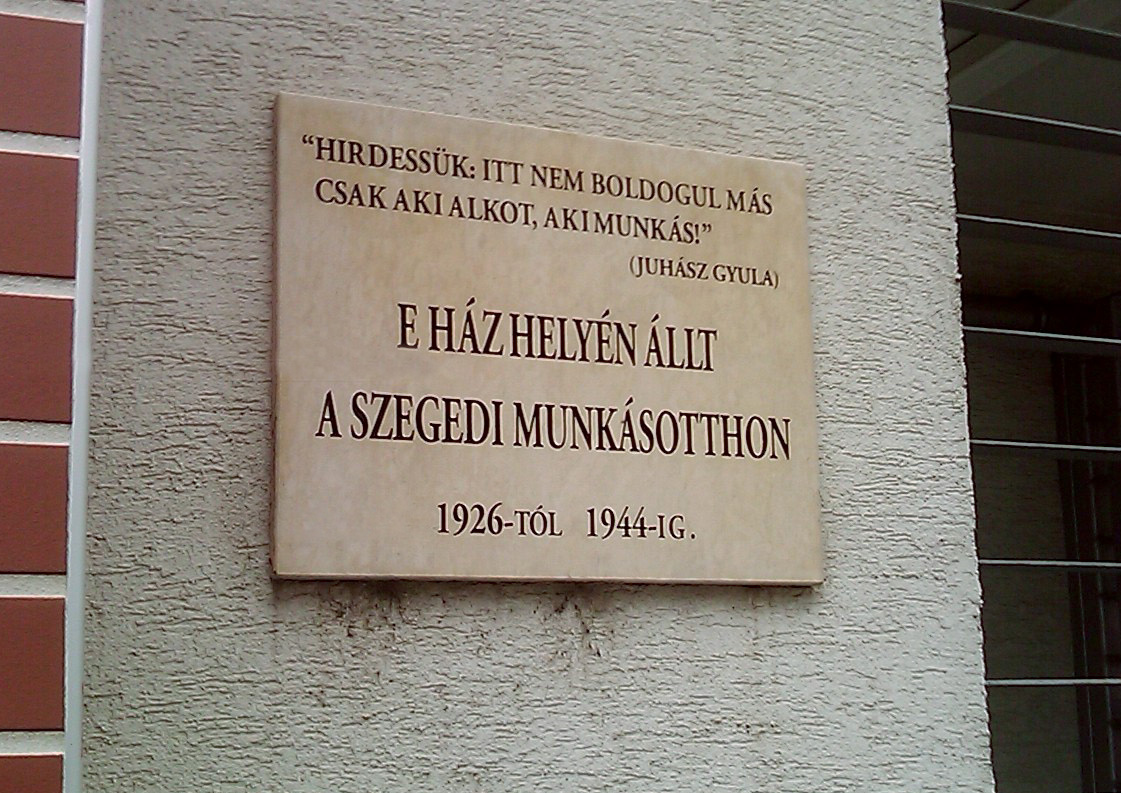 “HIRDESSÜK: ITT NEM BOLDOGUL MÁS
CSAK AKI ALKOT, AKI MUNKÁS!”
(JUHÁSZ GYULA)
E HÁZ HELYÉN ÁLLT
A SZEGEDI MUNKÁSOTTHON
1926-TÓL 1944-IG.